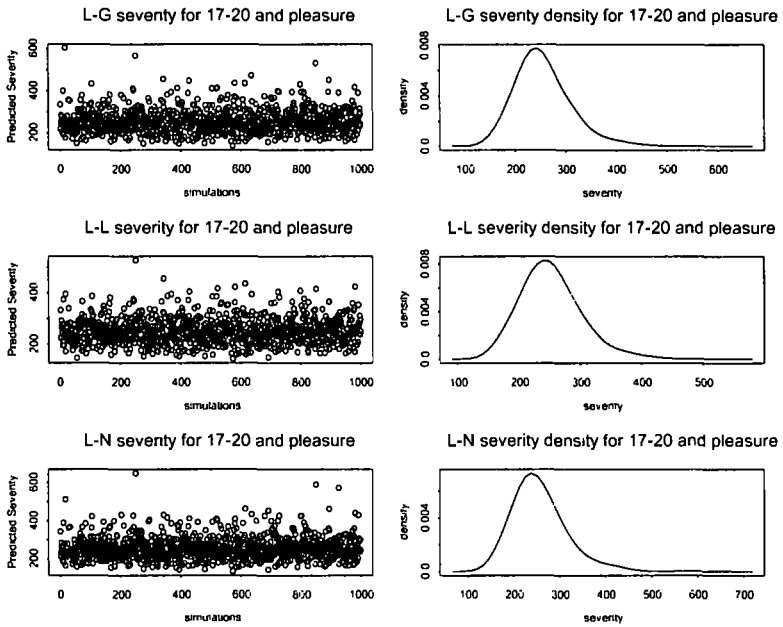 L-G severity for 17-20 and pleasure
L-G severity density for 17-20 and pleasure
Predicted Severity
200 400 600
0 200 400 600 800 1000
simulations
density
0.0 0.004 0.008
200 300 400 500 600
severity
L-L severity for 17-20 and pleasure
L-L severity density for 17-20 and pleasure
Predicted Severity
200 400
0 200 400 600 800 1000
simulations
density
0.0 0.004 0.008
100 200 300 400 500
severity
L-N severity for 17-20 and pleasure
L-N severity density for 17-20 and pleasure
Predicted Severity
200 400 600
0 200 400 600 800 1000
simulations
density
0.0 0.004
100 200 300 400 500 600 700
severity